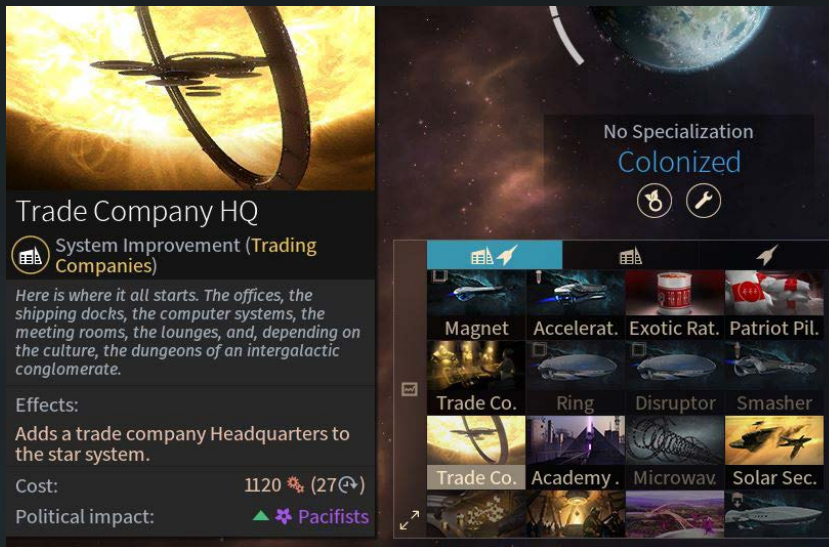 Trade Company HQ
System Improvement (Trading
Companies)
Here is where it all starts. The offices, the
shipping docks, the computer systems, the
meeting rooms, the lounges, and, depending on
the culture, the dungeons of an intergalactic
conglomerate.
Effects:
Adds a trade company Headquarters to
the star system.
Cost: 1120 (27)
Political impact: Pacifists
No Specialization
Colonized
Magnet Accelerat. Exotic Rat. Patriot Pil.
Trade Co. Ring Disruptor Smasher
Trade Co. Academy . Microwav. Solar Sec.